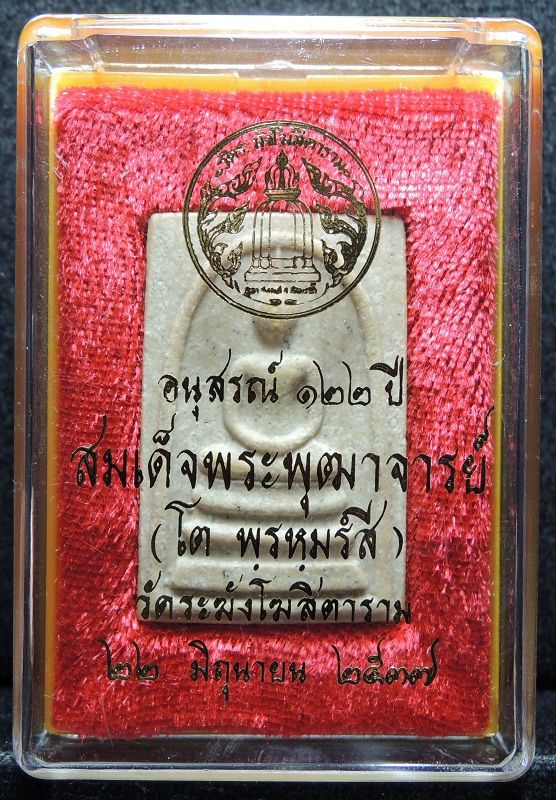 อนุสรณ์ ๑๒๒ ปี
สมเด็จพระพุฒาจารย์
(โต พฺรหฺมรํสี)
วัดระฆังโฆสิตาราม
๒๒ มิถุนายน ๒๕๓๗